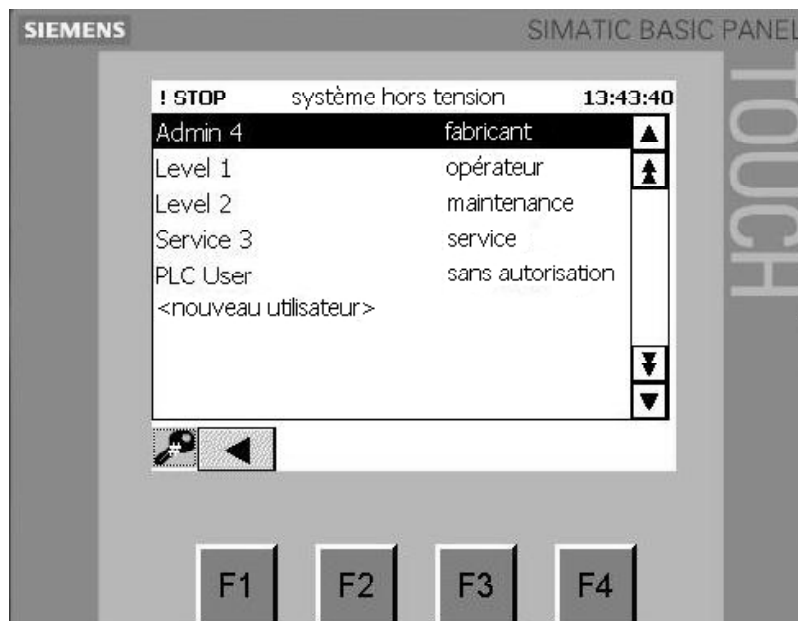 SIEMENS SIMATIC BASIC PANEL
TOUCH
! STOP système hors tension 13:43:40
Admin 4 fabricant
Level 1 opérateur
Level 2 maintenance
Service 3 service
PLC User sans autorisation
<nouveau utilisateur>
F1 F2 F3 F4